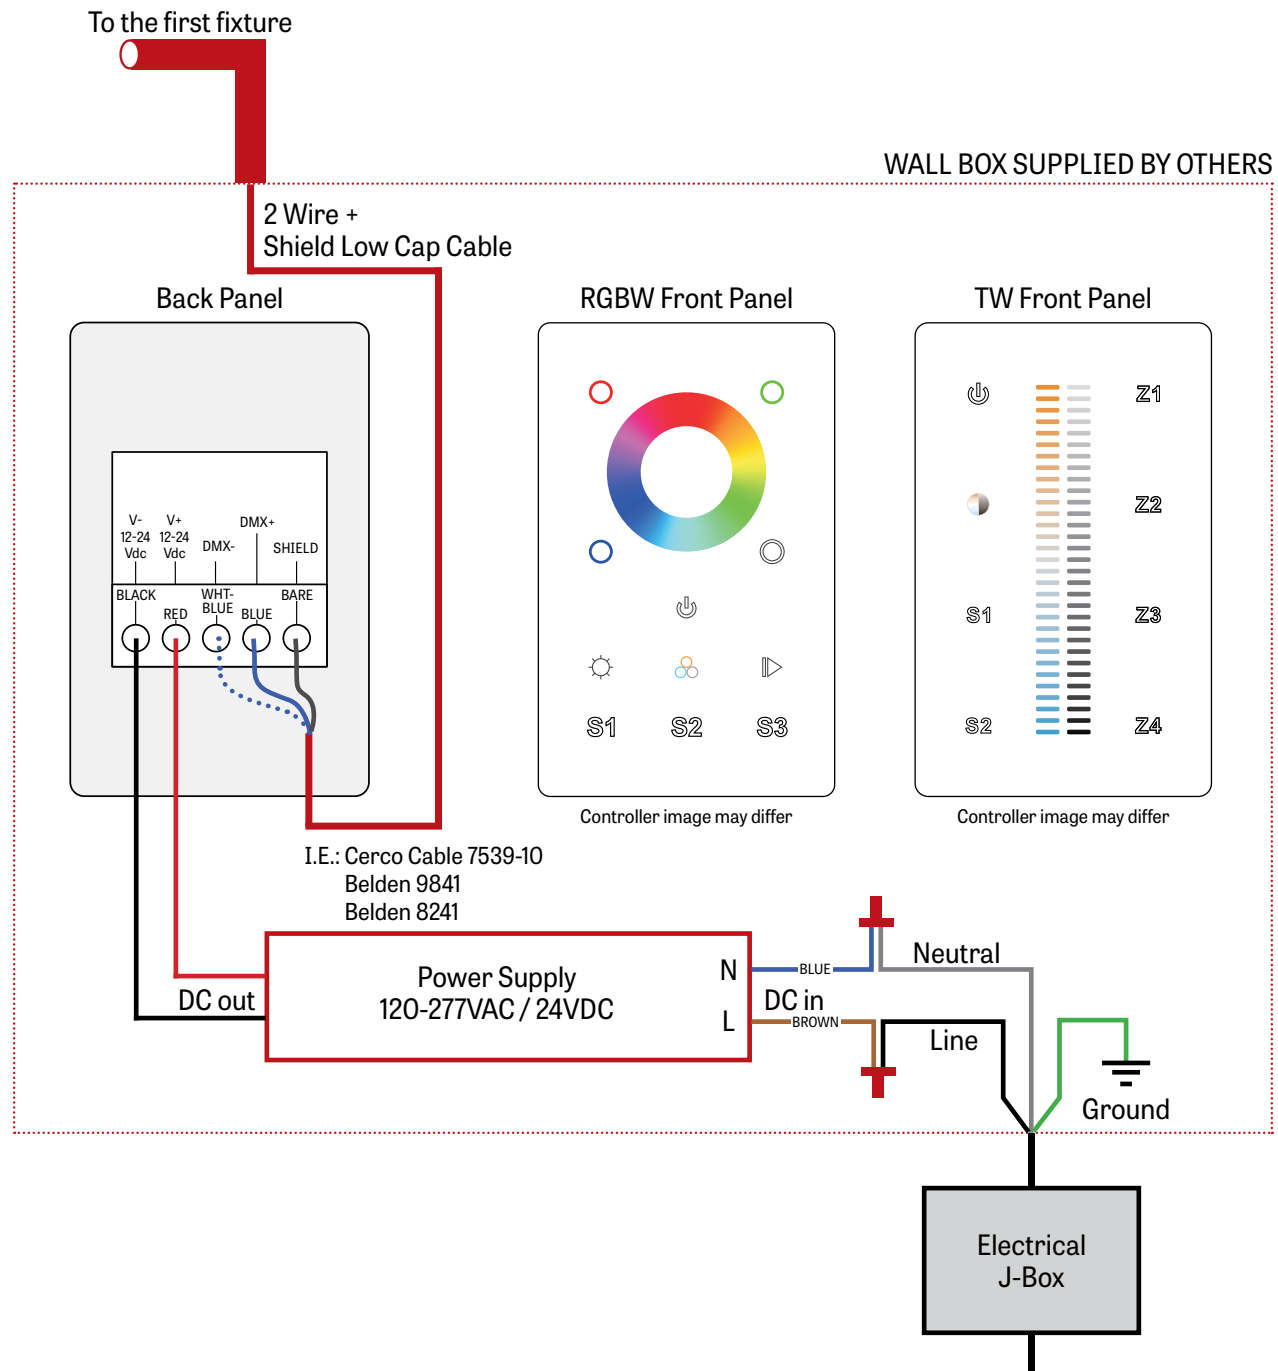 To the first fixture
WALL BOX SUPPLIED BY OTHERS
2 Wire +
Shield Low Cap Cable
Back Panel
RGBW Front Panel
TW Front Panel
V-
12-24
Vdc
V+
12-24
Vdc
DMX-
DMX+
SHIELD
BLACK
RED
WHT-
BLUE
BLUE
BARE
S1
S2
S3
Z1
Z2
S1
Z3
S2
Z4
Controller image may differ
Controller image may differ
I.E.: Cerco Cable 7539-10
Belden 9841
Belden 8241
Power Supply
120-277VAC / 24VDC
DC out
N
L
BLUE
DC in
BROWN
Neutral
Line
Ground
Electrical
J-Box